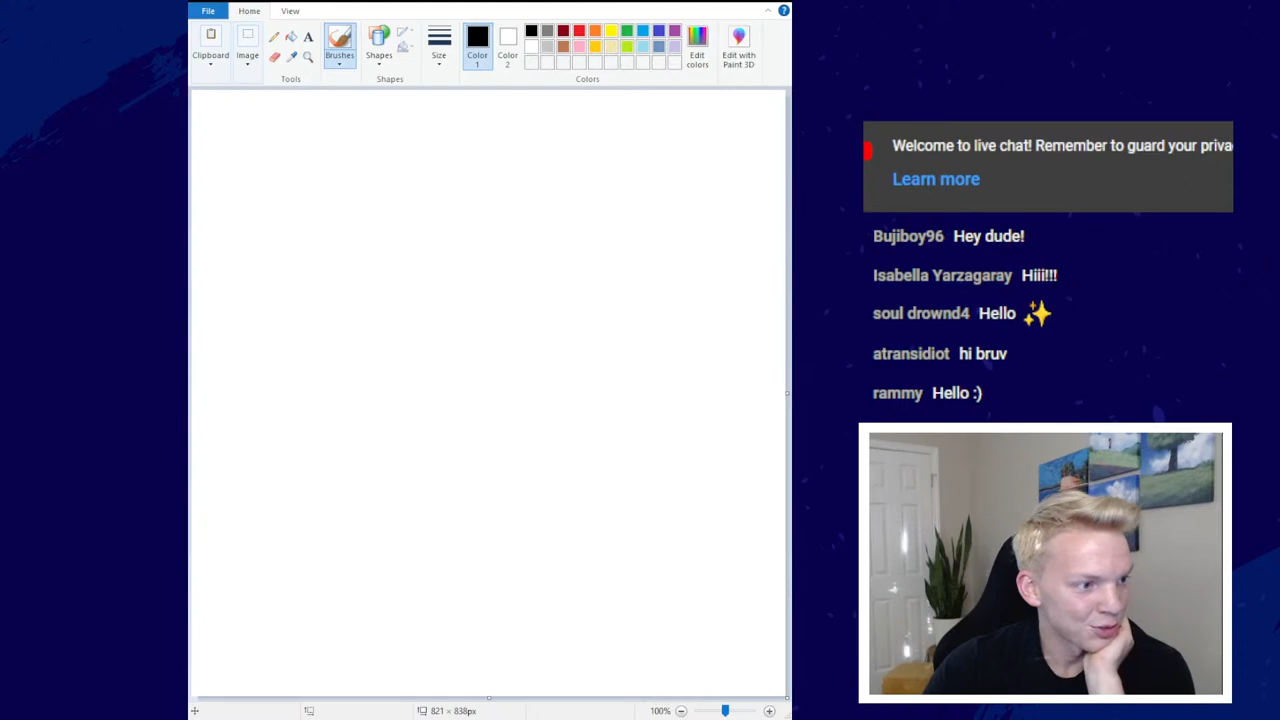 File Home View
Clipboard Image Tools Brushes Shapes Shapes Size Color 1 Color 2 Colors Edit colors Edit with Paint 3D
A
Welcome to live chat! Remember to guard your priva
Learn more
Bujiboy96 Hey dude!
Isabella Yarzagaray Hiii!!!
soul drownd4 Hello ✨
atransidiot hi bruv
rammy Hello :)
821 × 838px 100%